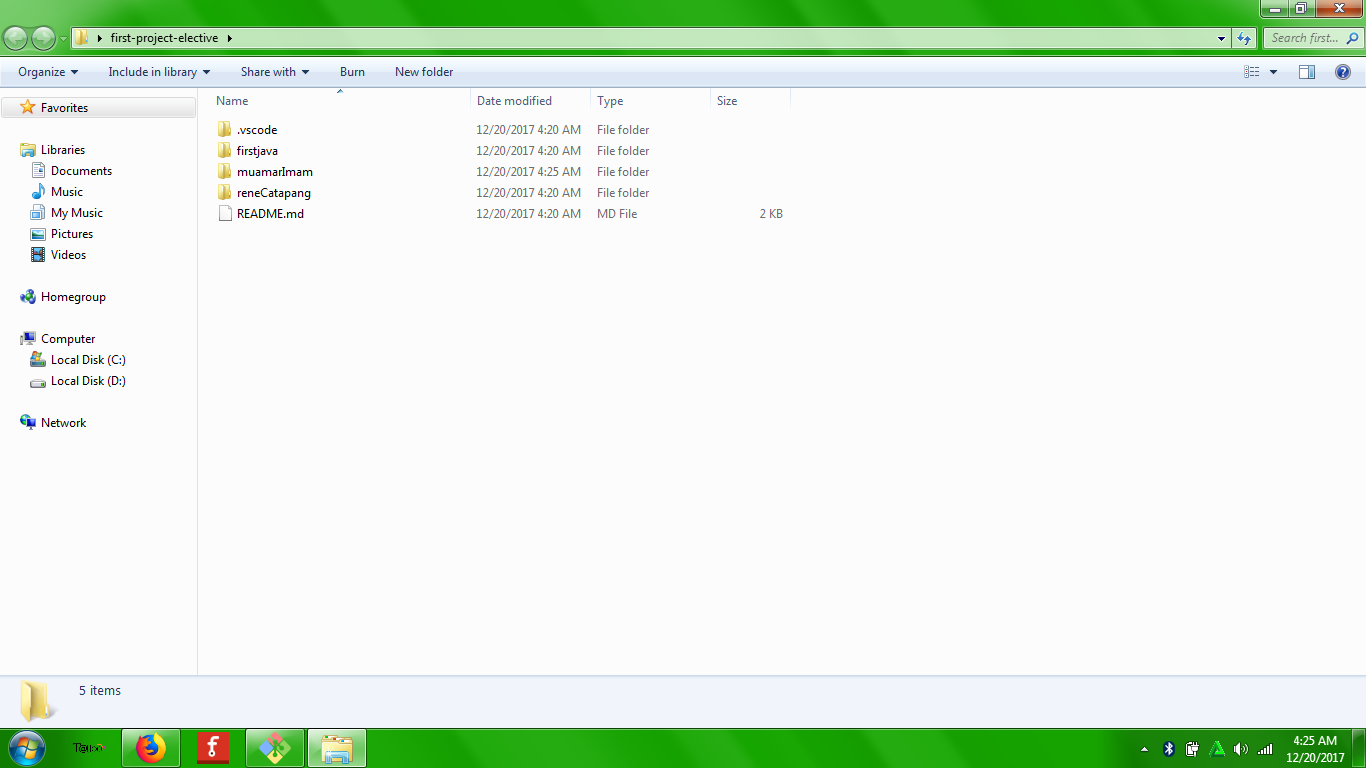 first-project-elective
Search first...
Organize
Include in library
Share with
Burn
New folder
Favorites
Libraries
Documents
Music
My Music
Pictures
Videos
Homegroup
Computer
Local Disk (C:)
Local Disk (D:)
Network
Name Date modified Type Size
.vscode 12/20/2017 4:20 AM File folder
firstjava 12/20/2017 4:20 AM File folder
muamarImam 12/20/2017 4:25 AM File folder
reneCatapang 12/20/2017 4:20 AM File folder
README.md 12/20/2017 4:20 AM MD File 2 KB
5 items
4:25 AM
12/20/2017